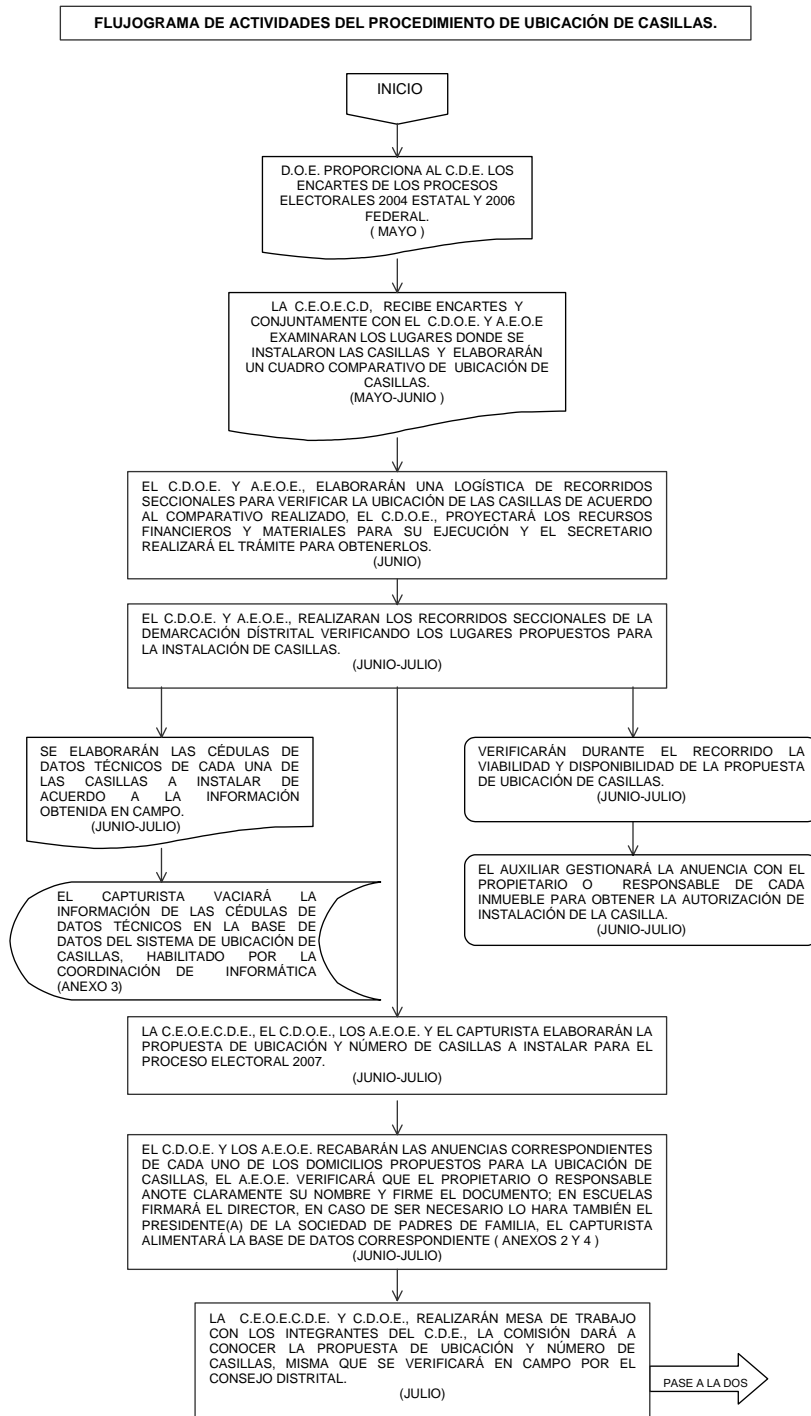 FLUJOGRAMA DE ACTIVIDADES DEL PROCEDIMIENTO DE UBICACIÓN DE CASILLAS.
INICIO
D.O.E. PROPORCIONA AL C.D.E. LOS
ENCARTES DE LOS PROCESOS
ELECTORALES 2004 ESTATAL Y 2006
FEDERAL.
( MAYO )
LA C.E.O.E.C.D, RECIBE ENCARTES Y
CONJUNTAMENTE CON EL C.D.O.E. Y A.E.O.E
EXAMINARAN LOS LUGARES DONDE SE
INSTALARON LAS CASILLAS Y ELABORARÁN
UN CUADRO COMPARATIVO DE UBICACIÓN DE
CASILLAS.
(MAYO-JUNIO )
EL C.D.O.E. Y A.E.O.E., ELABORARÁN UNA LOGÍSTICA DE RECORRIDOS
SECCIONALES PARA VERIFICAR LA UBICACIÓN DE LAS CASILLAS DE ACUERDO
AL COMPARATIVO REALIZADO, EL C.D.O.E., PROYECTARÁ LOS RECURSOS
FINANCIEROS Y MATERIALES PARA SU EJECUCIÓN Y EL SECRETARIO
REALIZARÁ EL TRÁMITE PARA OBTENERLOS.
(JUNIO)
EL C.D.O.E. Y A.E.O.E., REALIZARAN LOS RECORRIDOS SECCIONALES DE LA
DEMARCACIÓN DÍSTRITAL VERIFICANDO LOS LUGARES PROPUESTOS PARA
LA INSTALACIÓN DE CASILLAS.
(JUNIO-JULIO)
SE ELABORARÁN LAS CÉDULAS DE
DATOS TÉCNICOS DE CADA UNA DE
LAS CASILLAS A INSTALAR DE
ACUERDO A LA INFORMACIÓN
OBTENIDA EN CAMPO.
(JUNIO-JULIO)
VERIFICARÁN DURANTE EL RECORRIDO LA
VIABILIDAD Y DISPONIBILIDAD DE LA PROPUESTA
DE UBICACIÓN DE CASILLAS.
(JUNIO-JULIO)
EL CAPTURISTA VACIARÁ LA
INFORMACIÓN DE LAS CÉDULAS DE
DATOS TÉCNICOS EN LA BASE DE
DATOS DEL SISTEMA DE UBICACIÓN DE
CASILLAS, HABILITADO POR LA
COORDINACIÓN DE INFORMÁTICA
(ANEXO 3)
EL AUXILIAR GESTIONARÁ LA ANUENCIA CON EL
PROPIETARIO O RESPONSABLE DE CADA
INMUEBLE PARA OBTENER LA AUTORIZACIÓN DE
INSTALACIÓN DE LA CASILLA.
(JUNIO-JULIO)
LA C.E.O.E.C.D.E., EL C.D.O.E., LOS A.E.O.E. Y EL CAPTURISTA ELABORARÁN LA
PROPUESTA DE UBICACIÓN Y NÚMERO DE CASILLAS A INSTALAR PARA EL
PROCESO ELECTORAL 2007.
(JUNIO-JULIO)
EL C.D.O.E. Y LOS A.E.O.E. RECABARÁN LAS ANUENCIAS CORRESPONDIENTES
DE CADA UNO DE LOS DOMICILIOS PROPUESTOS PARA LA UBICACIÓN DE
CASILLAS, EL A.E.O.E. VERIFICARÁ QUE EL PROPIETARIO O RESPONSABLE
ANOTE CLARAMENTE SU NOMBRE Y FIRME EL DOCUMENTO; EN ESCUELAS
FIRMARÁ EL DIRECTOR, EN CASO DE SER NECESARIO LO HARA TAMBIÉN EL
PRESIDENTE(A) DE LA SOCIEDAD DE PADRES DE FAMILIA, EL CAPTURISTA
ALIMENTARÁ LA BASE DE DATOS CORRESPONDIENTE ( ANEXOS 2 Y 4 )
(JUNIO-JULIO)
LA C.E.O.E.C.D.E. Y C.D.O.E., REALIZARÁN MESA DE TRABAJO
CON LOS INTEGRANTES DEL C.D.E., LA COMISIÓN DARÁ A
CONOCER LA PROPUESTA DE UBICACIÓN Y NÚMERO DE
CASILLAS, MISMA QUE SE VERIFICARÁ EN CAMPO POR EL
CONSEJO DISTRITAL.
(JULIO)
PASE A LA DOS